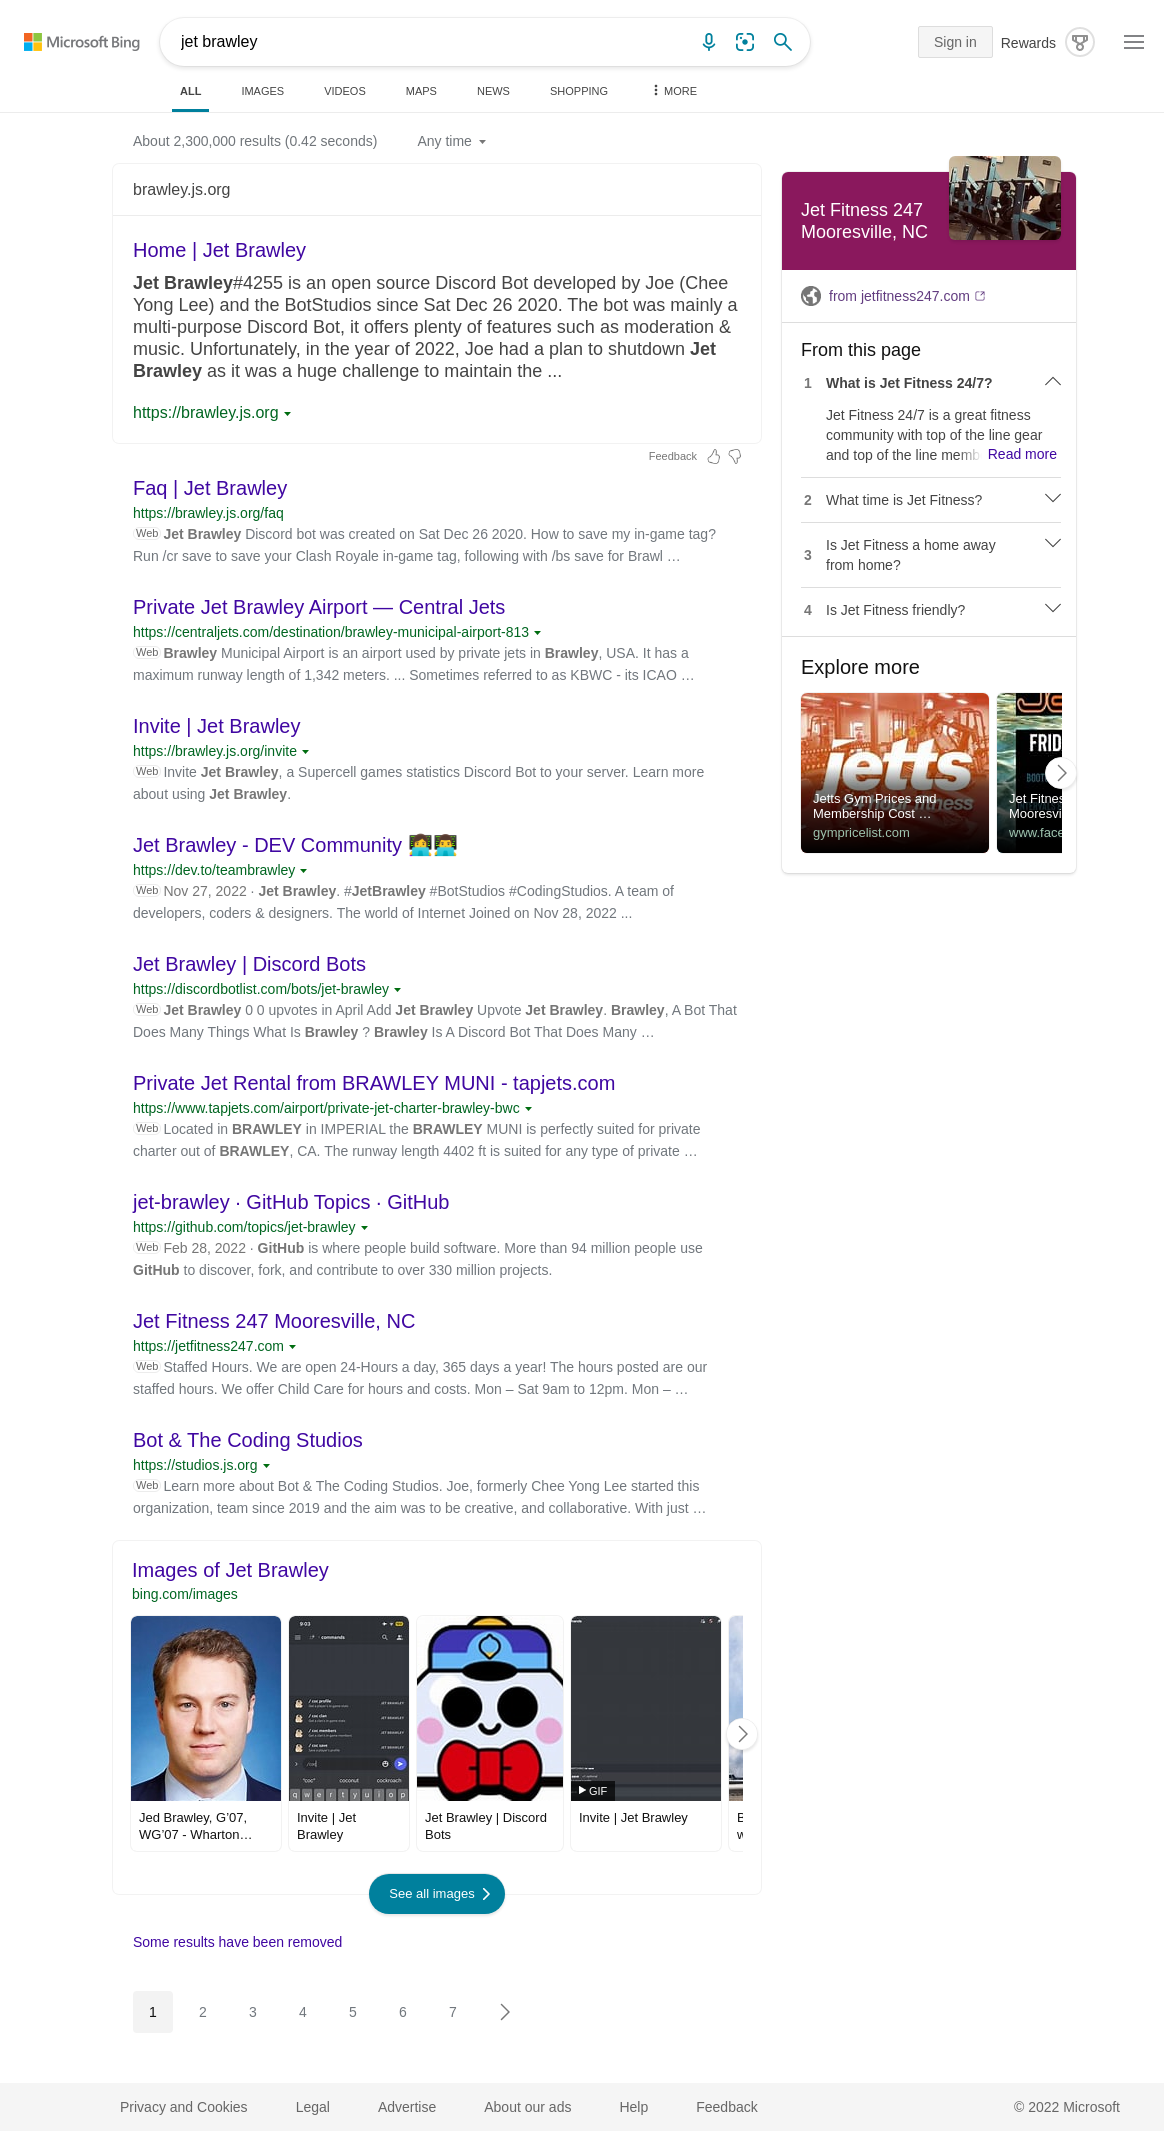 Microsoft Bing
jet brawley
Sign in
Rewards
ALL
IMAGES
VIDEOS
MAPS
NEWS
SHOPPING
MORE
About 2,300,000 results (0.42 seconds)
Any time
brawley.js.org
Home | Jet Brawley
Jet Brawley#4255 is an open source Discord Bot developed by Joe (Chee
Yong Lee) and the BotStudios since Sat Dec 26 2020. The bot was mainly a
multi-purpose Discord Bot, it offers plenty of features such as moderation &
music. Unfortunately, in the year of 2022, Joe had a plan to shutdown Jet
Brawley as it was a huge challenge to maintain the ...
https://brawley.js.org
Feedback
Faq | Jet Brawley
https://brawley.js.org/faq
Web Jet Brawley Discord bot was created on Sat Dec 26 2020. How to save my in-game tag?
Run /cr save to save your Clash Royale in-game tag, following with /bs save for Brawl …
Private Jet Brawley Airport — Central Jets
https://centraljets.com/destination/brawley-municipal-airport-813
Web Brawley Municipal Airport is an airport used by private jets in Brawley, USA. It has a
maximum runway length of 1,342 meters. ... Sometimes referred to as KBWC - its ICAO …
Invite | Jet Brawley
https://brawley.js.org/invite
Web Invite Jet Brawley, a Supercell games statistics Discord Bot to your server. Learn more
about using Jet Brawley.
Jet Brawley - DEV Community 👩‍💻👨‍💻
https://dev.to/teambrawley
Web Nov 27, 2022 · Jet Brawley. #JetBrawley #BotStudios #CodingStudios. A team of
developers, coders & designers. The world of Internet Joined on Nov 28, 2022 ...
Jet Brawley | Discord Bots
https://discordbotlist.com/bots/jet-brawley
Web Jet Brawley 0 0 upvotes in April Add Jet Brawley Upvote Jet Brawley. Brawley, A Bot That
Does Many Things What Is Brawley ? Brawley Is A Discord Bot That Does Many …
Private Jet Rental from BRAWLEY MUNI - tapjets.com
https://www.tapjets.com/airport/private-jet-charter-brawley-bwc
Web Located in BRAWLEY in IMPERIAL the BRAWLEY MUNI is perfectly suited for private
charter out of BRAWLEY, CA. The runway length 4402 ft is suited for any type of private …
jet-brawley · GitHub Topics · GitHub
https://github.com/topics/jet-brawley
Web Feb 28, 2022 · GitHub is where people build software. More than 94 million people use
GitHub to discover, fork, and contribute to over 330 million projects.
Jet Fitness 247 Mooresville, NC
https://jetfitness247.com
Web Staffed Hours. We are open 24-Hours a day, 365 days a year! The hours posted are our
staffed hours. We offer Child Care for hours and costs. Mon – Sat 9am to 12pm. Mon – …
Bot & The Coding Studios
https://studios.js.org
Web Learn more about Bot & The Coding Studios. Joe, formerly Chee Yong Lee started this
organization, team since 2019 and the aim was to be creative, and collaborative. With just …
Images of Jet Brawley
bing.com/images
9:03
commands
/ coc profile
/ coc clan
/ coc members
/ coc save
JET BRAWLEY
JET BRAWLEY
JET BRAWLEY
JET BRAWLEY
/coc
"coc"
coconut
cockroach
q w e r t y u i o p
GIF
Jed Brawley, G'07,
WG'07 - Wharton…
Invite | Jet
Brawley
Jet Brawley | Discord
Bots
Invite | Jet Brawley
See all images
Some results have been removed
1
2
3
4
5
6
7
Jet Fitness 247
Mooresville, NC
from jetfitness247.com
From this page
1 What is Jet Fitness 24/7?
Jet Fitness 24/7 is a great fitness
community with top of the line gear
and top of the line memb Read more
2 What time is Jet Fitness?
3 Is Jet Fitness a home away
from home?
4 Is Jet Fitness friendly?
Explore more
jetts
24 hour fitness
Jetts Gym Prices and
Membership Cost …
gympricelist.com
FRID
BOOT
Jet Fitnes
Mooresvi
www.face
Privacy and Cookies
Legal
Advertise
About our ads
Help
Feedback
© 2022 Microsoft